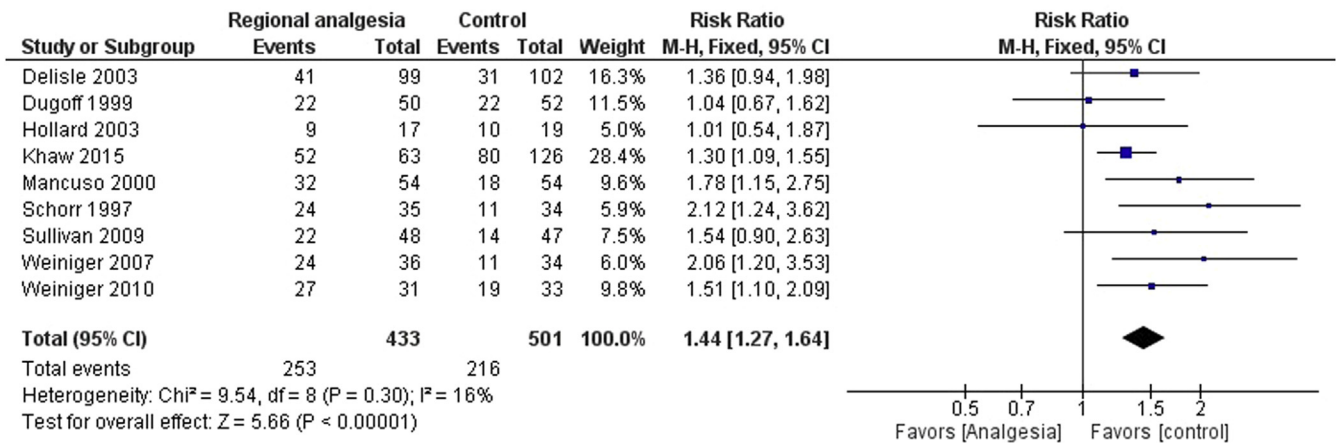 Regional analgesia Control Risk Ratio Risk Ratio
Study or Subgroup Events Total Events Total Weight M-H, Fixed, 95% CI M-H, Fixed, 95% CI
Delisle 2003 41 99 31 102 16.3% 1.36 [0.94, 1.98]
Dugoff 1999 22 50 22 52 11.5% 1.04 [0.67, 1.62]
Hollard 2003 9 17 10 19 5.0% 1.01 [0.54, 1.87]
Khaw 2015 52 63 80 126 28.4% 1.30 [1.09, 1.55]
Mancuso 2000 32 54 18 54 9.6% 1.78 [1.15, 2.75]
Schorr 1997 24 35 11 34 5.9% 2.12 [1.24, 3.62]
Sullivan 2009 22 48 14 47 7.5% 1.54 [0.90, 2.63]
Weiniger 2007 24 36 11 34 6.0% 2.06 [1.20, 3.53]
Weiniger 2010 27 31 19 33 9.8% 1.51 [1.10, 2.09]
Total (95% CI) 433 501 100.0% 1.44 [1.27, 1.64]
Total events 253 216
Heterogeneity: Chi² = 9.54, df = 8 (P = 0.30); I² = 16%
Test for overall effect: Z = 5.66 (P < 0.00001)
0.5 0.7 1 1.5 2
Favors [Analgesia] Favors [control]